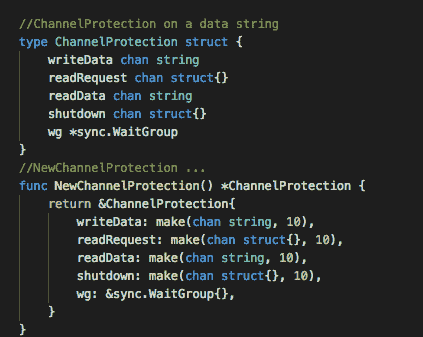 //ChannelProtection on a data string
type ChannelProtection struct {
    writeData chan string
    readRequest chan struct{}
    readData chan string
    shutdown chan struct{}
    wg *sync.WaitGroup
}
//NewChannelProtection ...
func NewChannelProtection() *ChannelProtection {
    return &ChannelProtection{
        writeData: make(chan string, 10),
        readRequest: make(chan struct{}, 10),
        readData: make(chan string, 10),
        shutdown: make(chan struct{}, 10),
        wg: &sync.WaitGroup{},
    }
}